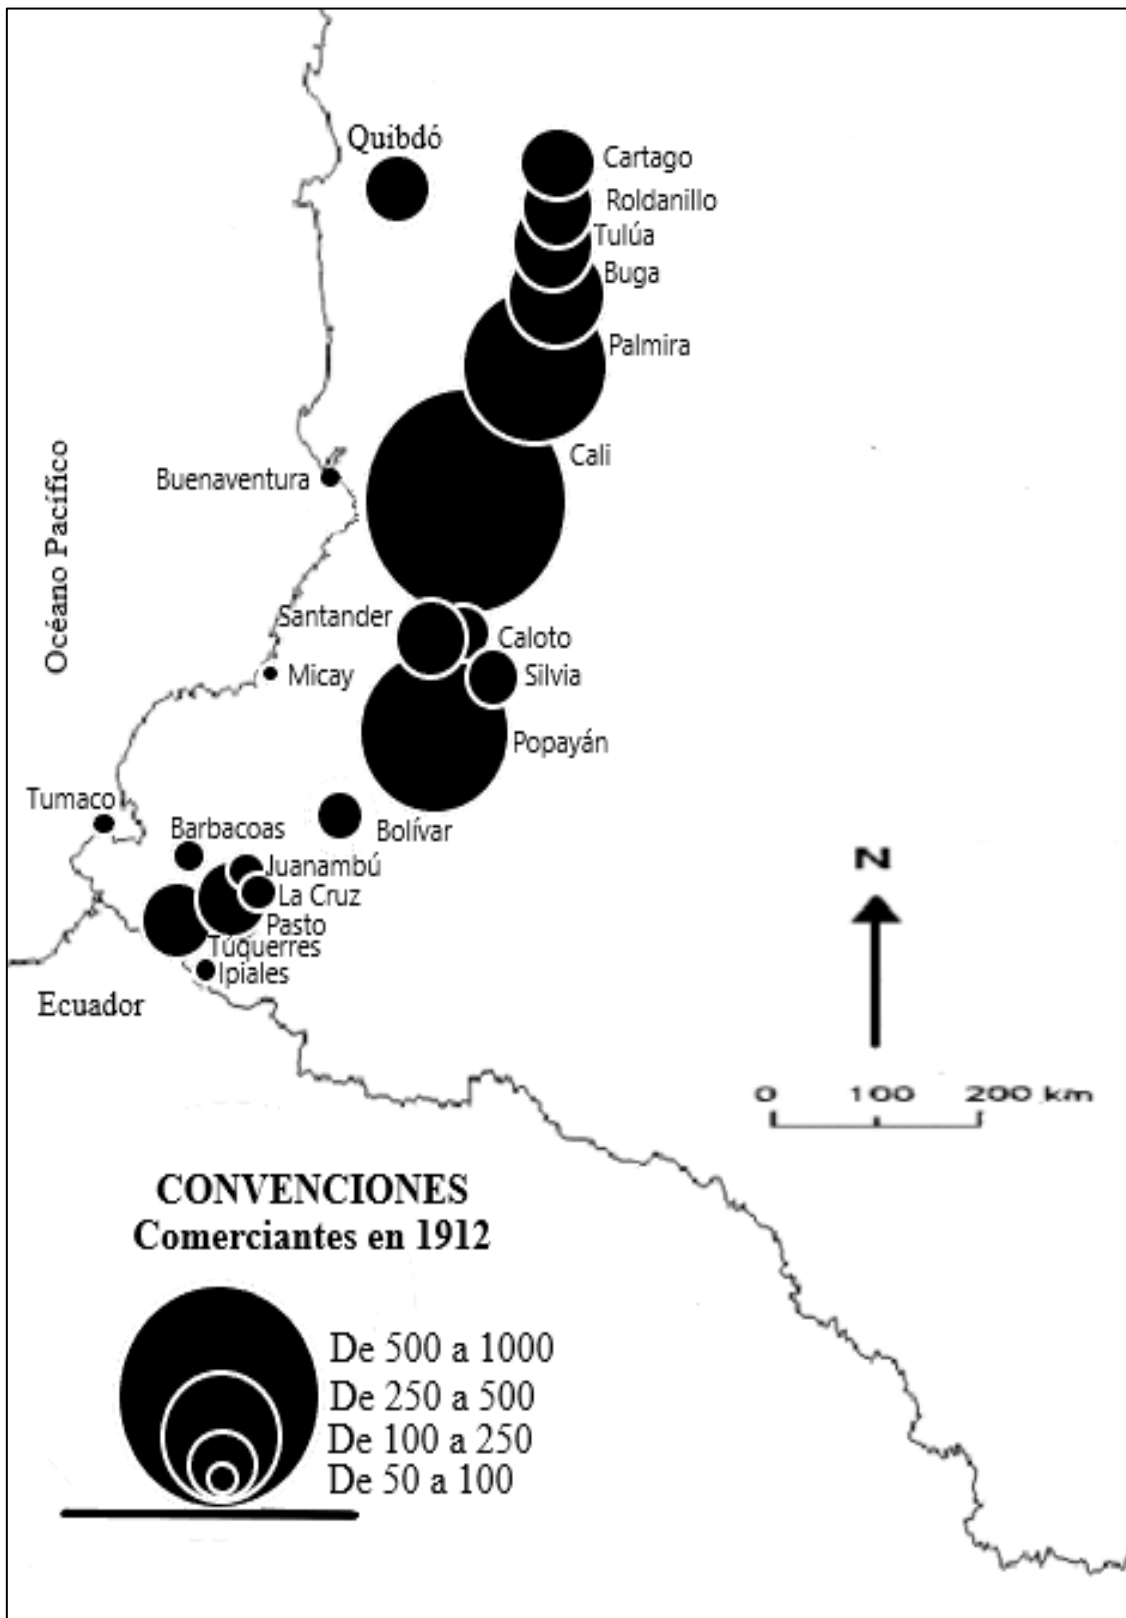 Quibdó
Cartago
Roldanillo
Tulúa
Buga
Palmira
Cali
Buenaventura
Océano Pacífico
Santander
Caloto
Silvia
Micay
Popayán
Tumaco
Bolívar
Barbacoas
Juanambú
La Cruz
Pasto
Túquerres
Ipiales
Ecuador
N
0 100 200 km
CONVENCIONES
Comerciantes en 1912
De 500 a 1000
De 250 a 500
De 100 a 250
De 50 a 100